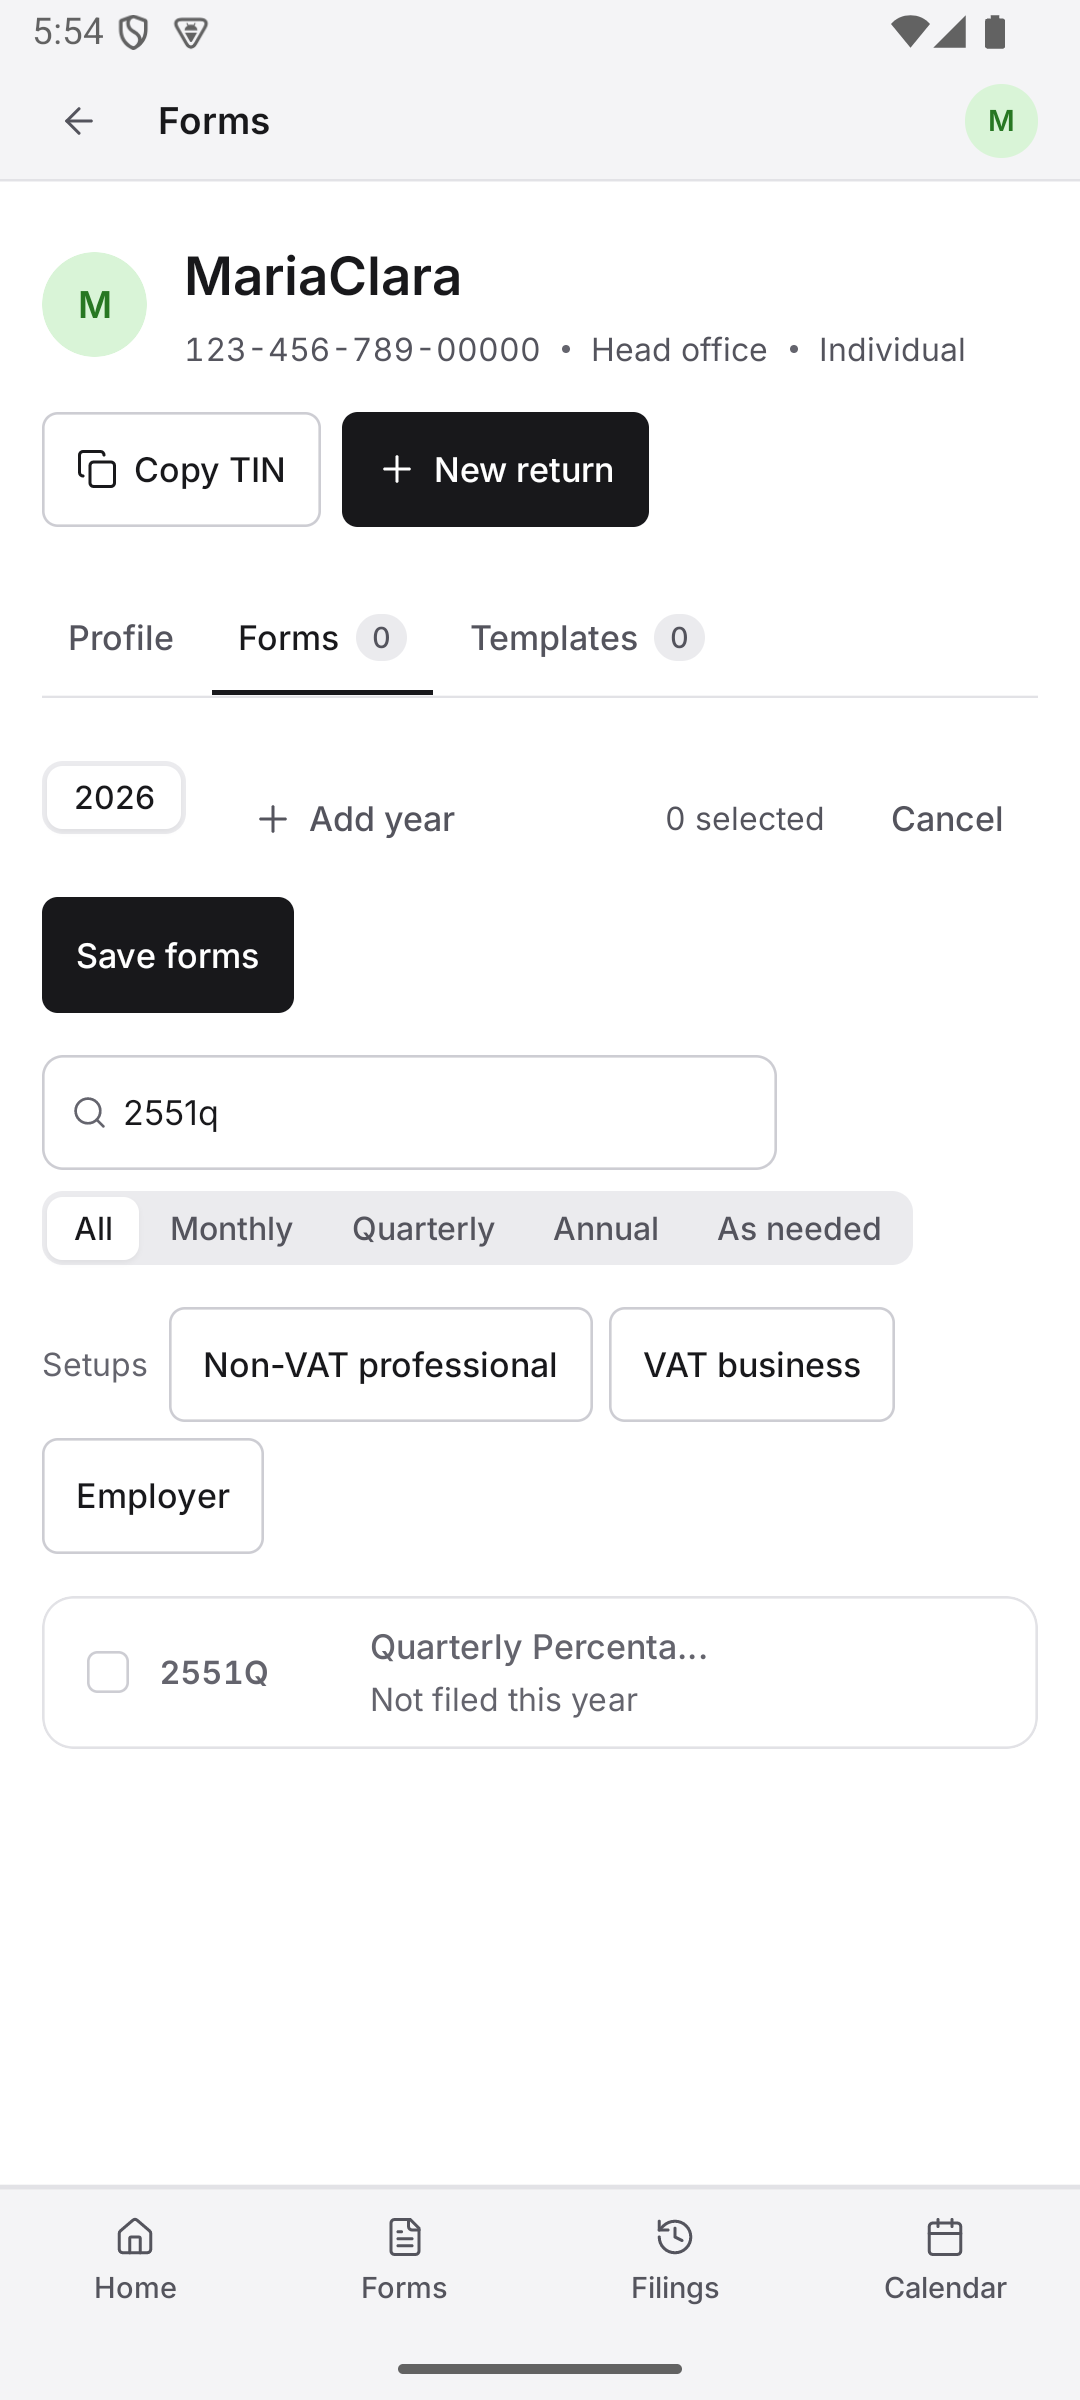 5:54
Forms
M
M
MariaClara
123-456-789-00000 • Head office • Individual
Copy TIN
New return
Profile
Forms 0
Templates 0
2026
Add year
0 selected
Cancel
Save forms
2551q
All
Monthly
Quarterly
Annual
As needed
Setups
Non-VAT professional
VAT business
Employer
2551Q
Quarterly Percenta...
Not filed this year
Home
Forms
Filings
Calendar